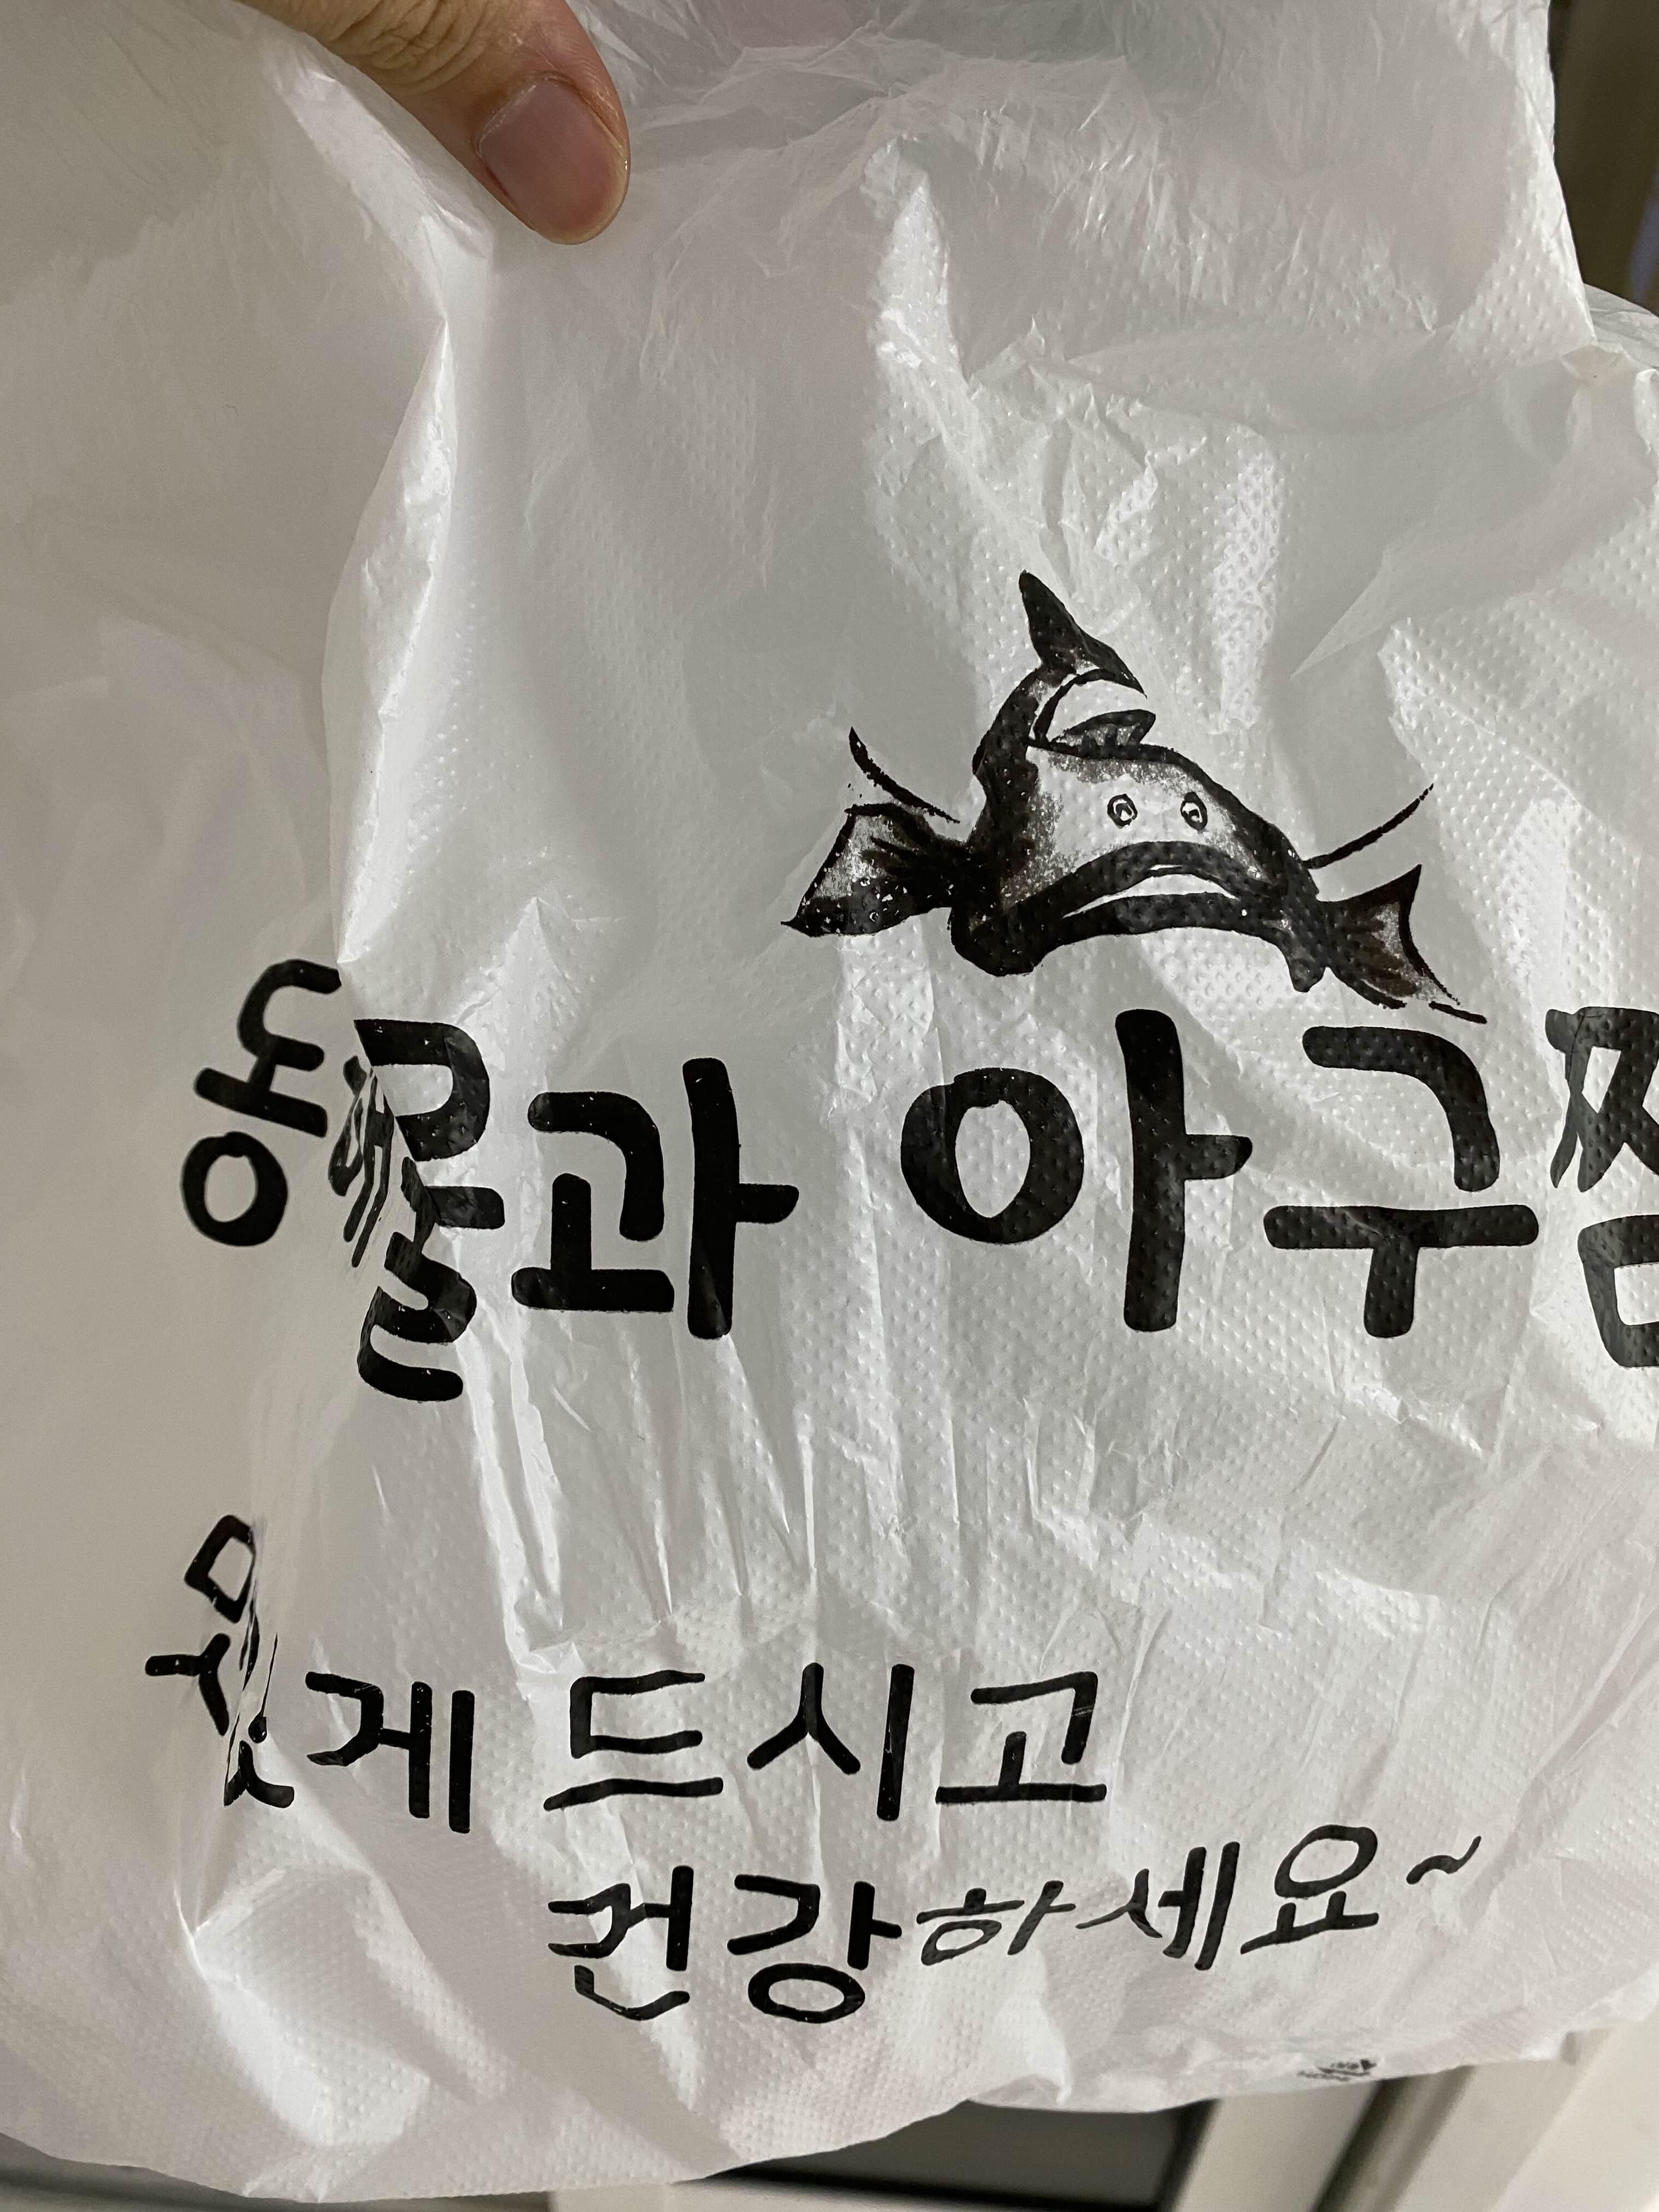 동해물과 아구찜
맛있게 드시고
건강하세요~